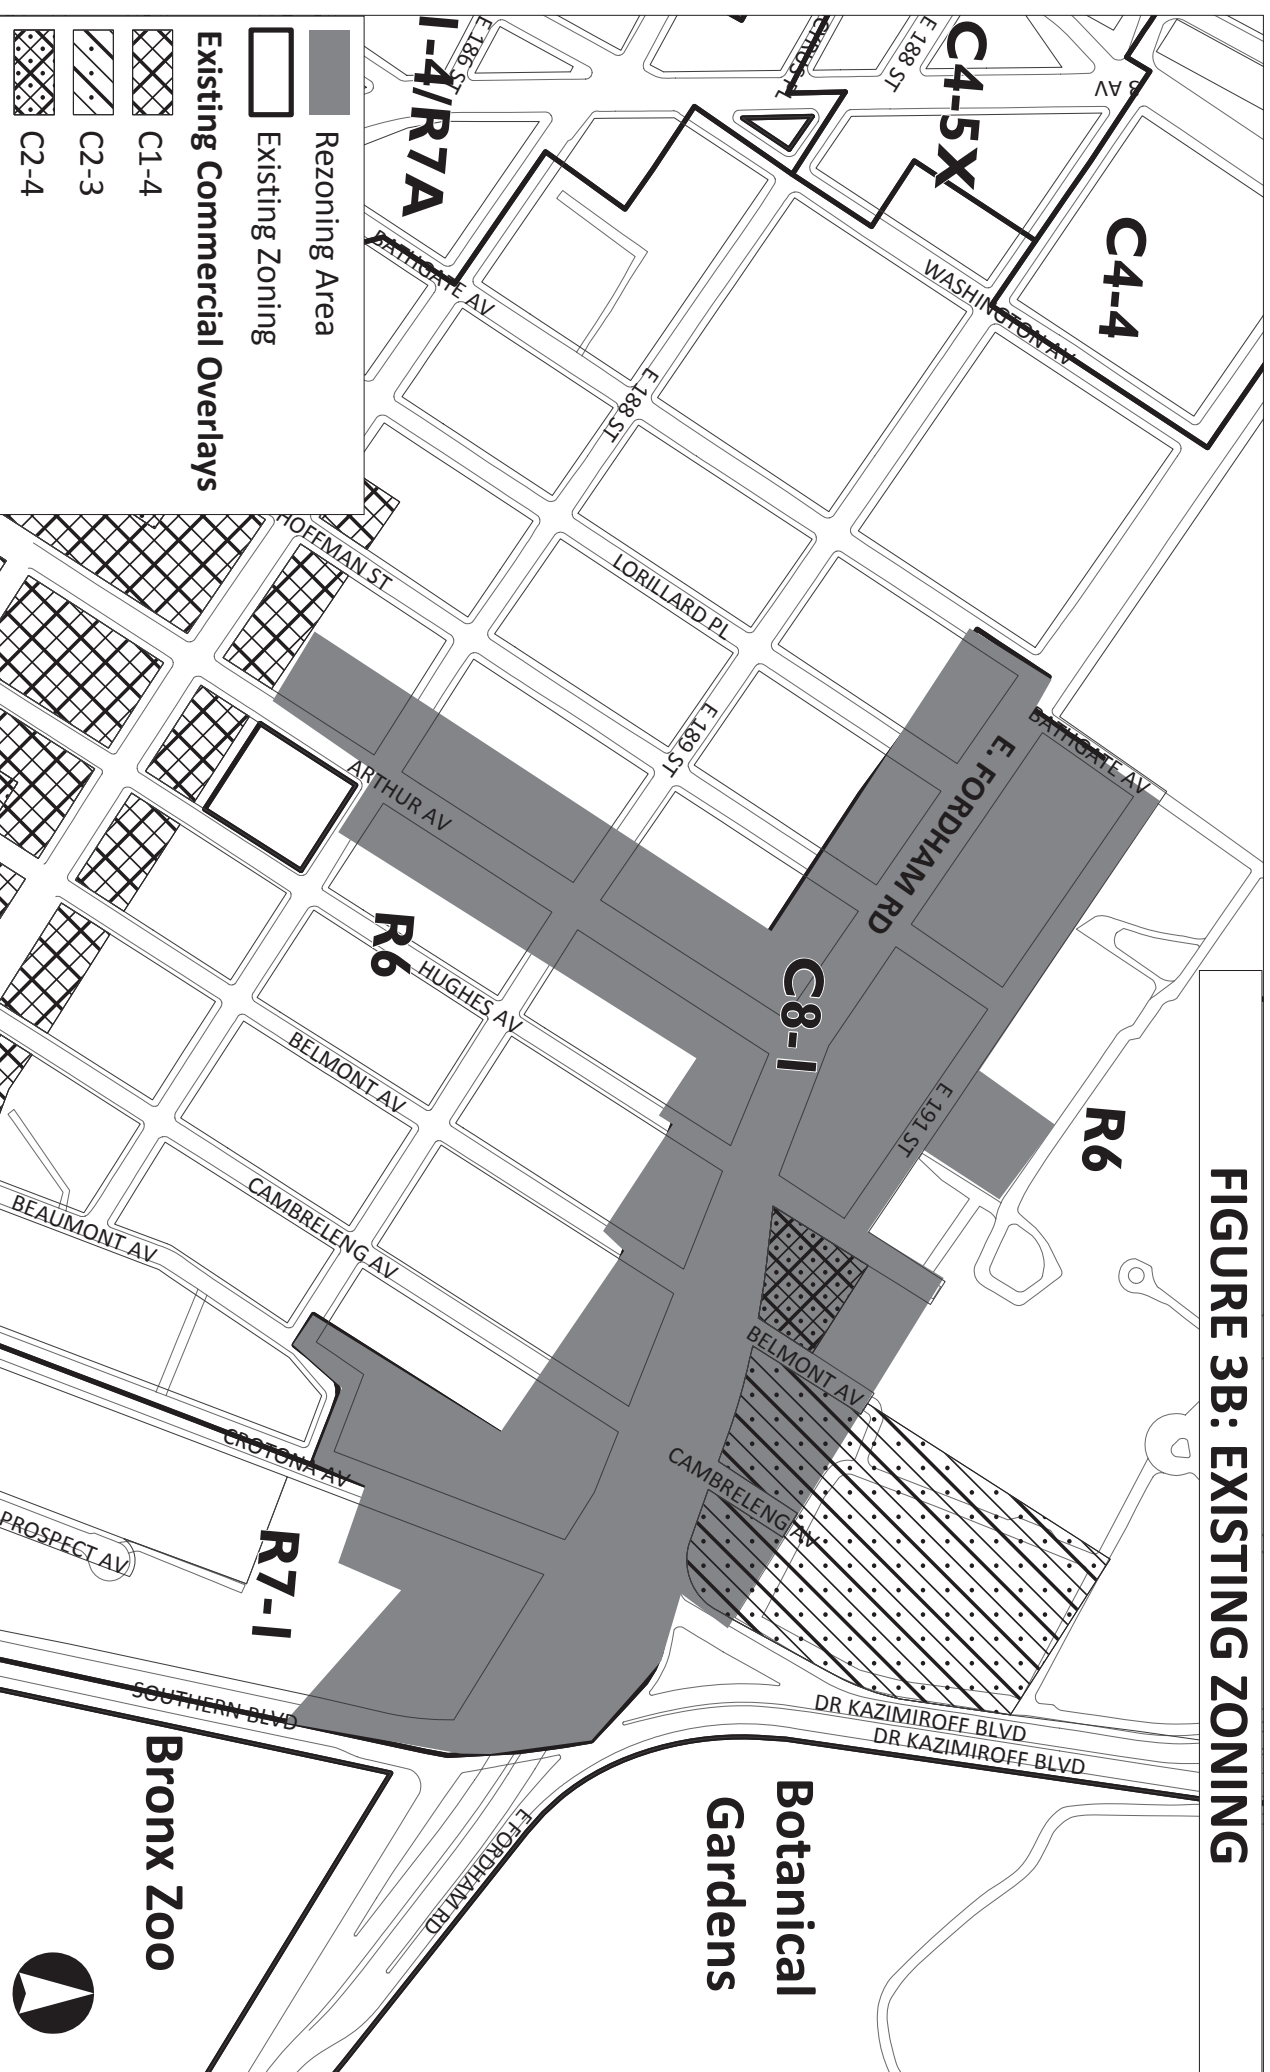 FIGURE 3B: EXISTING ZONING
C4-4
C4-5X
I-4/R7A
WASHINGTON AV
E 188 ST
E 186 ST
BATHGATE AV
E 188 ST
LORILLARD PL
E 189 ST
HOFFMAN ST
ARTHUR AV
BATHGATE AV
E. FORDHAM RD
C8-I
R6
R6
E 191 ST
HUGHES AV
BELMONT AV
CAMBRELENG AV
BEAUMONT AV
BELMONT AV
CAMBRELENG AV
CROTONA AV
PROSPECT AV
R7-I
SOUTHERN BLVD
DR KAZIMIROFF BLVD
DR KAZIMIROFF BLVD
E FORDHAM RD
Botanical
Gardens
Bronx Zoo
Rezoning Area
Existing Zoning
Existing Commercial Overlays
C1-4
C2-3
C2-4